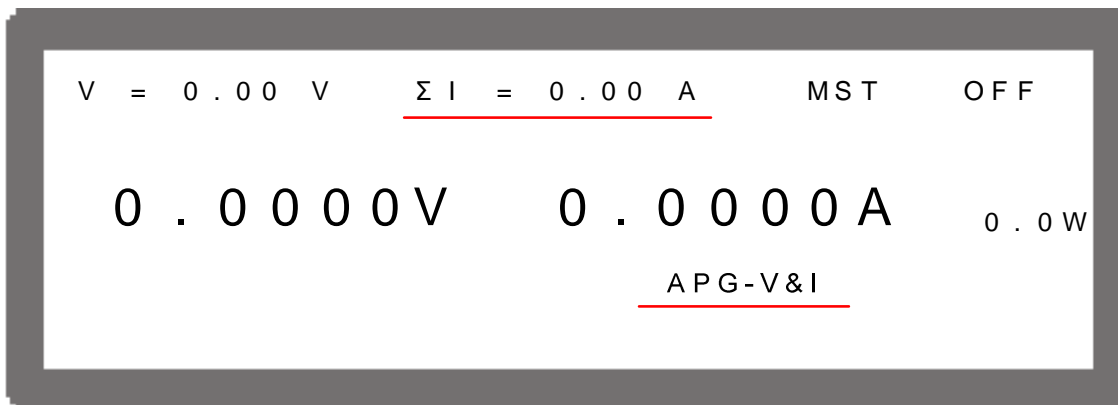 V = 0.00 V ΣI = 0.00 A MST OFF
0.0000V 0.0000A 0.0W
APG-V&I